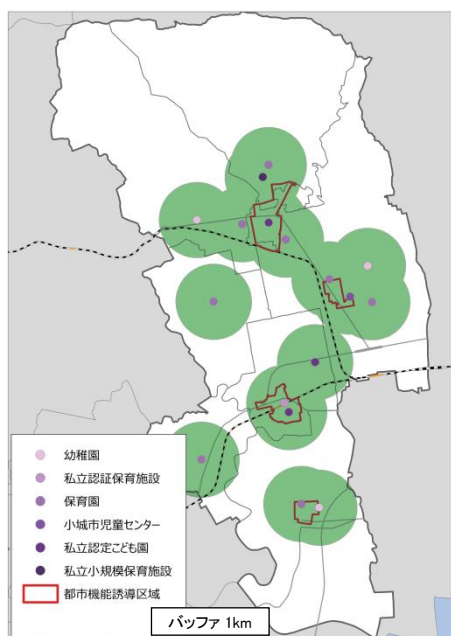 幼稚園
私立認証保育施設
保育園
小城市児童センター
私立認定こども園
私立小規模保育施設
都市機能誘導区域
バッファ 1km